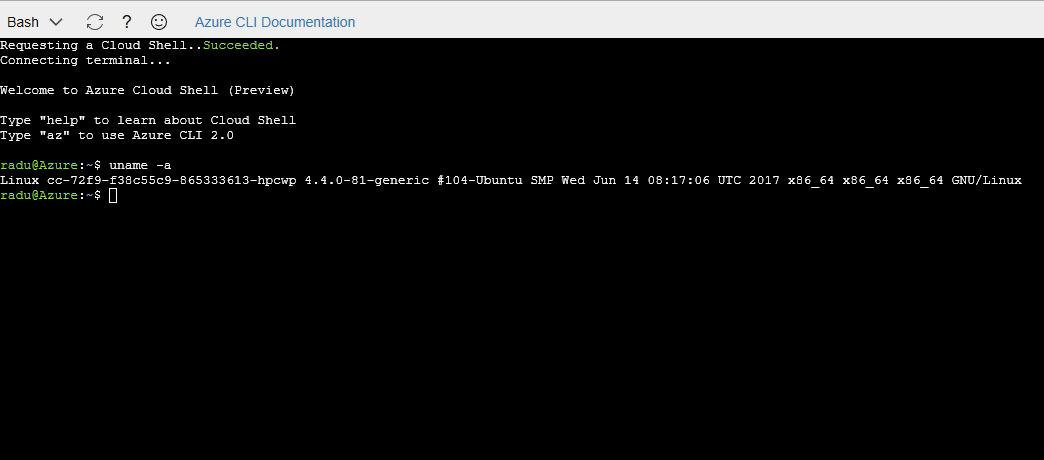 Bash ? Azure CLI Documentation
Requesting a Cloud Shell..Succeeded.
Connecting terminal...
Welcome to Azure Cloud Shell (Preview)
Type "help" to learn about Cloud Shell
Type "az" to use Azure CLI 2.0
radu@Azure:~$ uname -a
Linux cc-72f9-f38c55c9-865333613-hpcwp 4.4.0-81-generic #104-Ubuntu SMP Wed Jun 14 08:17:06 UTC 2017 x86_64 x86_64 x86_64 GNU/Linux
radu@Azure:~$